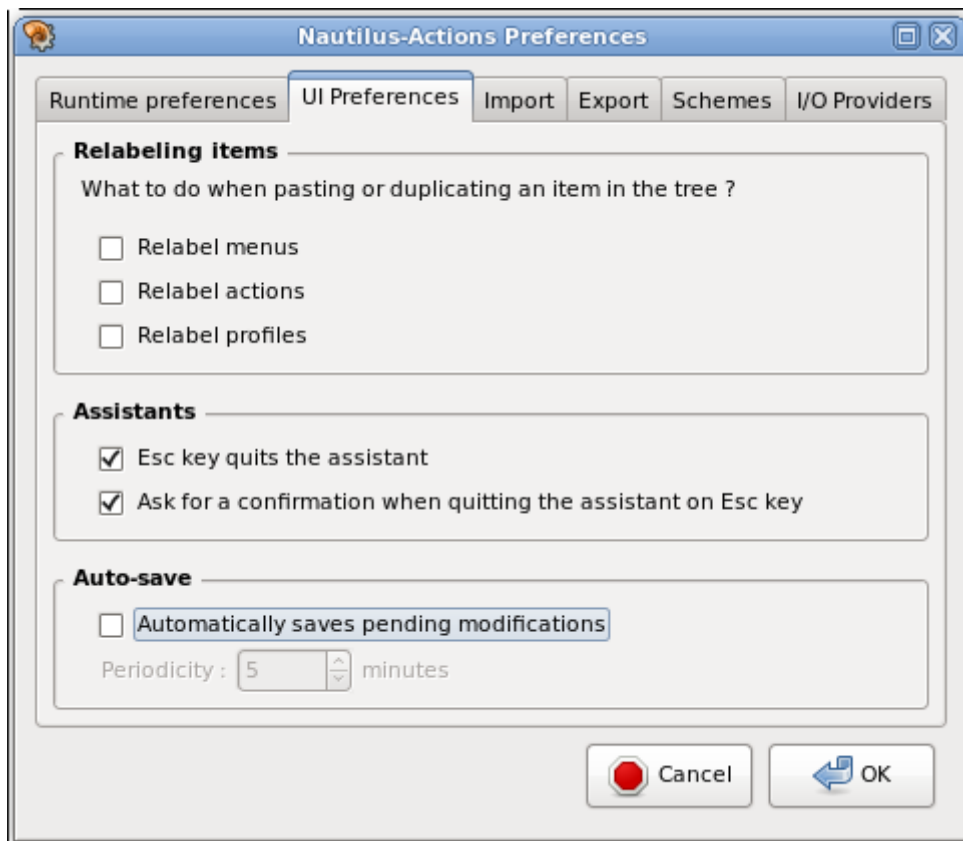 Nautilus-Actions Preferences
Runtime preferences UI Preferences Import Export Schemes I/O Providers
Relabeling items
What to do when pasting or duplicating an item in the tree ?
Relabel menus
Relabel actions
Relabel profiles
Assistants
Esc key quits the assistant
Ask for a confirmation when quitting the assistant on Esc key
Auto-save
Automatically saves pending modifications
Periodicity : 5 minutes
Cancel OK